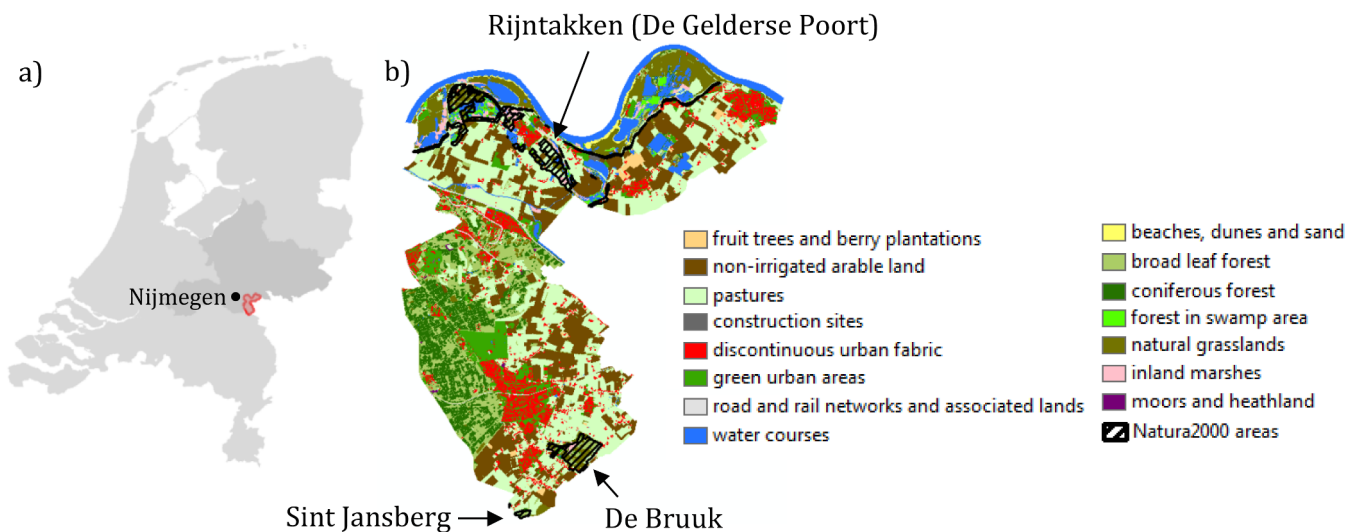 Rijntakken (De Gelderse Poort)
a)
b)
Nijmegen
fruit trees and berry plantations
non-irrigated arable land
pastures
construction sites
discontinuous urban fabric
green urban areas
road and rail networks and associated lands
water courses
beaches, dunes and sand
broad leaf forest
coniferous forest
forest in swamp area
natural grasslands
inland marshes
moors and heathland
Natura2000 areas
Sint Jansberg
De Bruuk